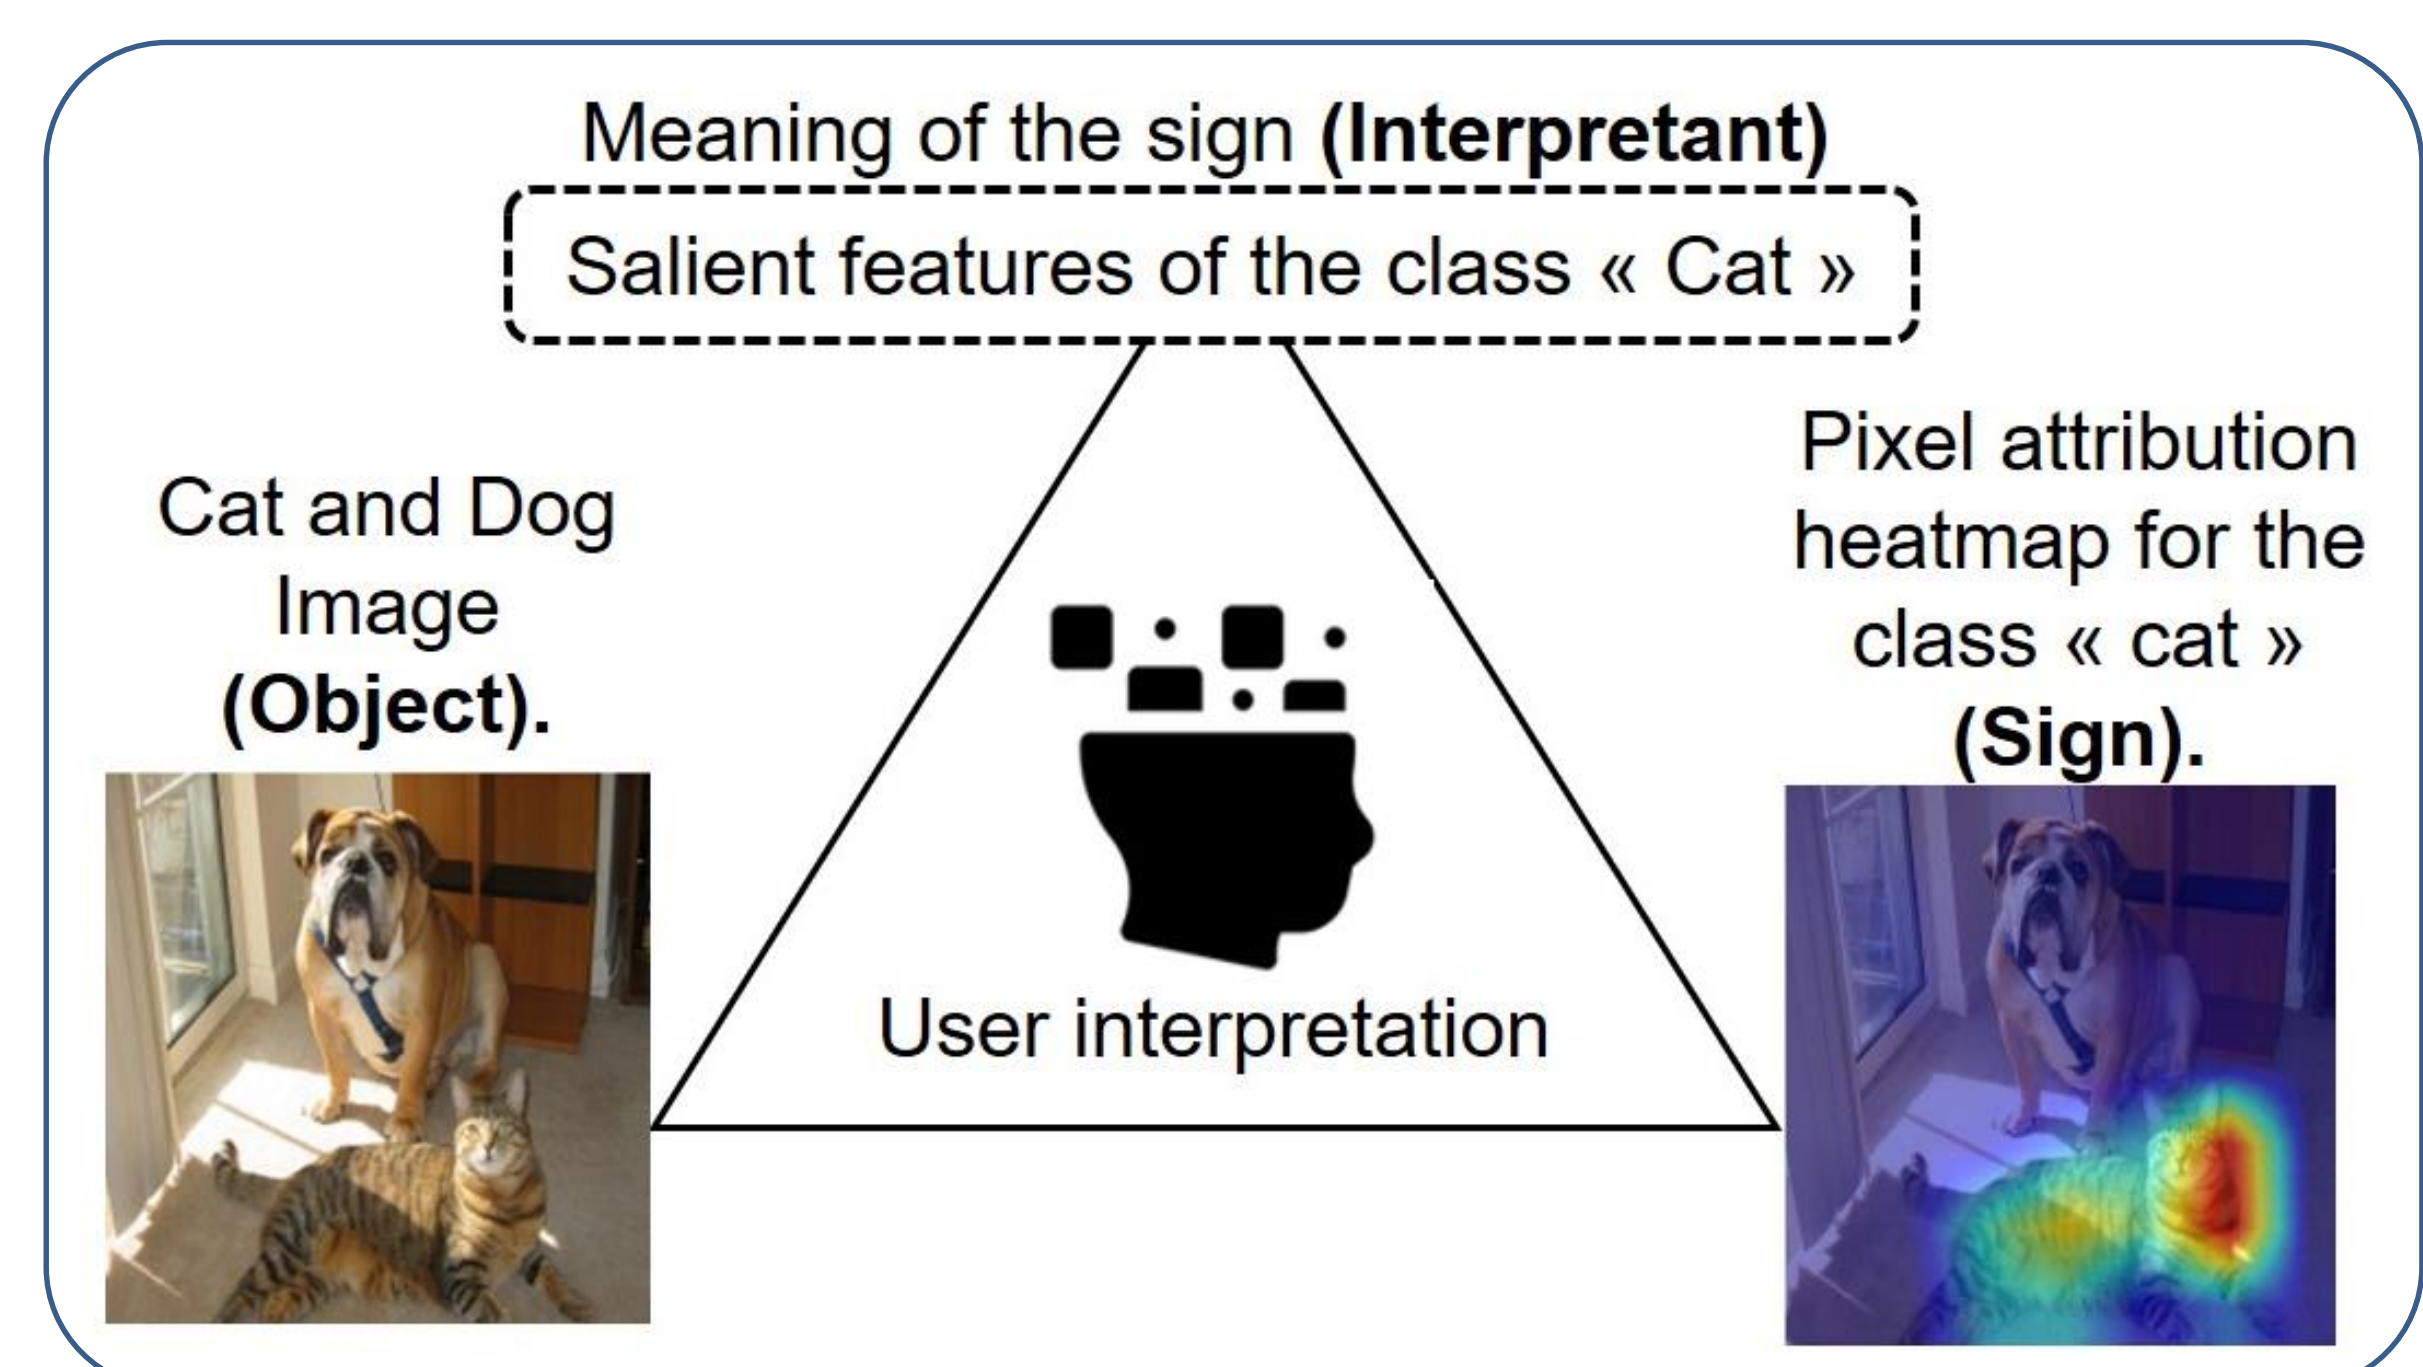 Meaning of the sign (Interpretant)
Salient features of the class « Cat »
Cat and Dog
Image
(Object).
Pixel attribution
heatmap for the
class « cat »
(Sign).
User interpretation